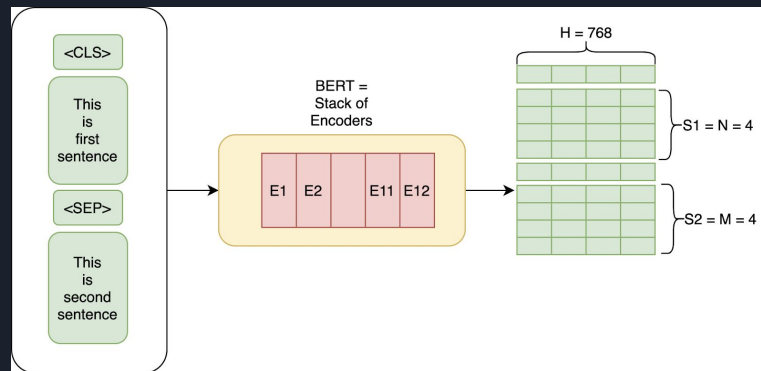 <CLS>
This
is
first
sentence
<SEP>
This
is
second
sentence
BERT =
Stack of
Encoders
E1 E2 E11 E12
H = 768
S1 = N = 4
S2 = M = 4